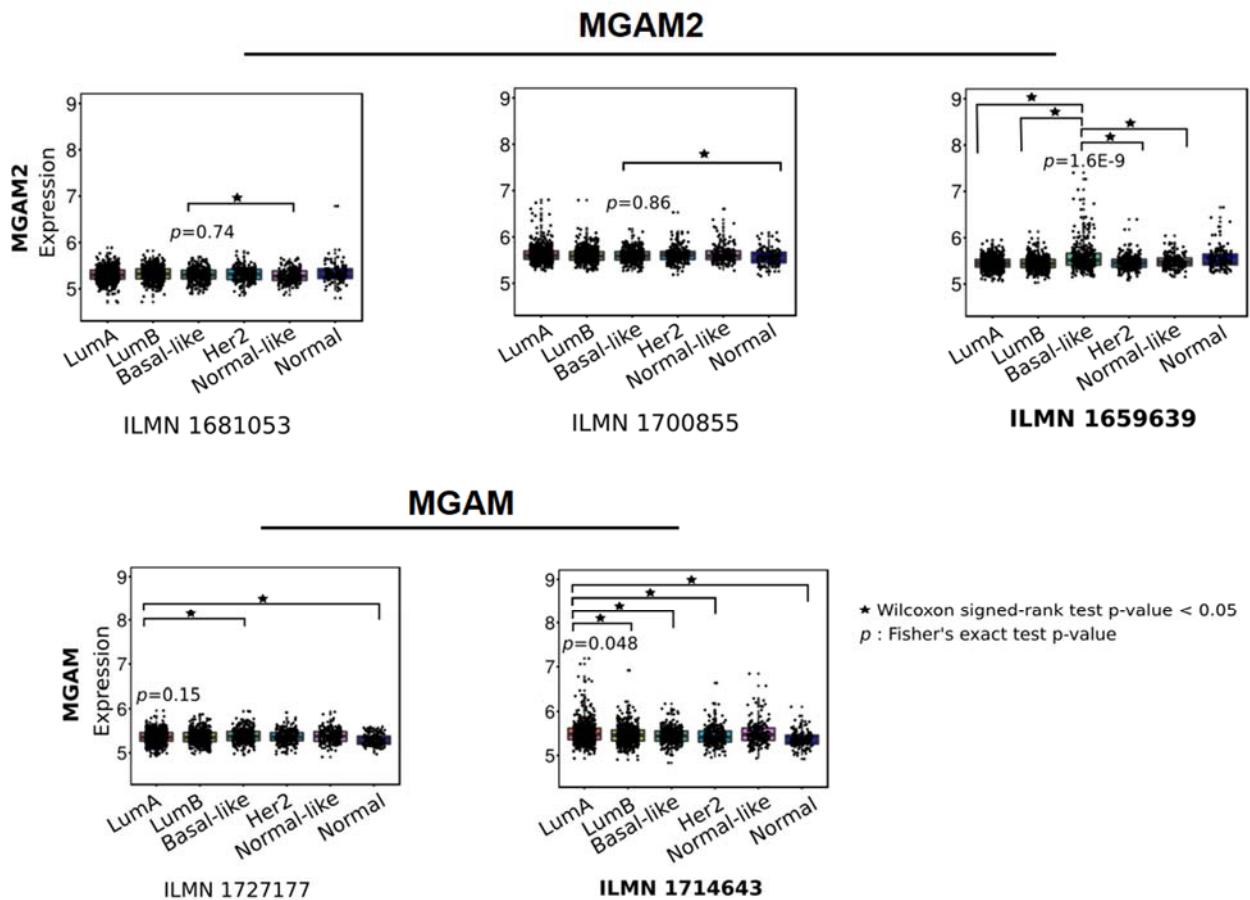 MGAM2
MGAM2
Expression
9
8
7
6
5
★
p=0.74
LumA
LumB
Basal-like
Her2
Normal-like
Normal
ILMN 1681053
9
8
7
6
5
★
p=0.86
LumA
LumB
Basal-like
Her2
Normal-like
Normal
ILMN 1700855
9
8
7
6
5
★
★
★
★
p=1.6E-9
LumA
LumB
Basal-like
Her2
Normal-like
Normal
ILMN 1659639
MGAM
MGAM
Expression
9
8
7
6
5
★
★
p=0.15
LumA
LumB
Basal-like
Her2
Normal-like
Normal
ILMN 1727177
9
8
7
6
5
★
★
★
★
p=0.048
LumA
LumB
Basal-like
Her2
Normal-like
Normal
ILMN 1714643
★ Wilcoxon signed-rank test p-value < 0.05
p : Fisher's exact test p-value